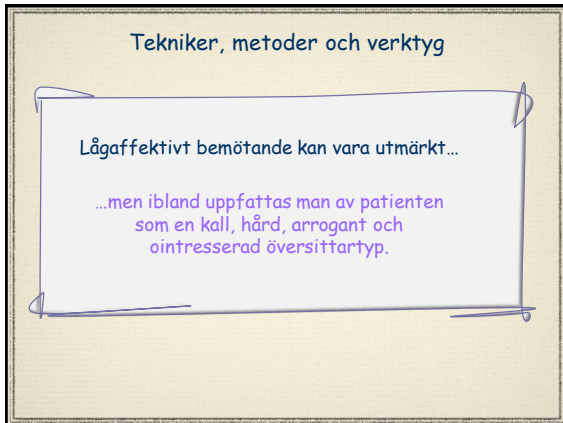 Tekniker, metoder och verktyg
Lågaffektivt bemötande kan vara utmärkt...
...men ibland uppfattas man av patienten
som en kall, hård, arrogant och
ointresserad översittartyp.